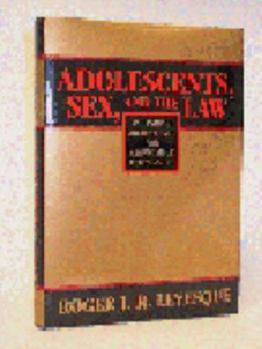 ADOLESCENTS,
SEX, AND THE LAW
ROGER J. R. LEVESQUE